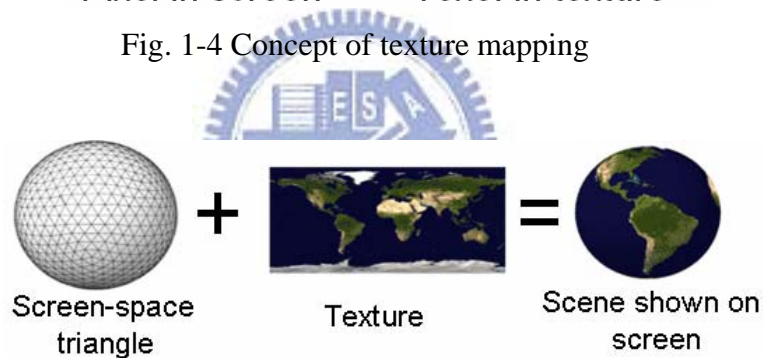 Fig. 1-4 Concept of texture mapping
E S A
+
=
Screen-space
triangle
Texture
Scene shown on
screen